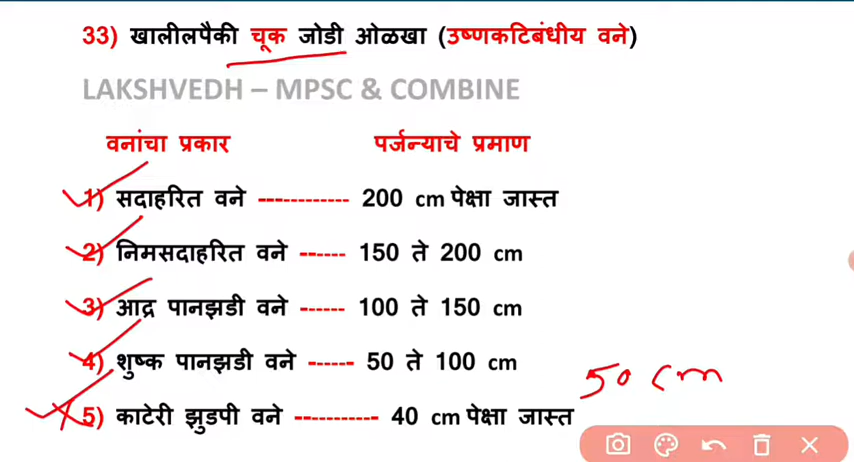 33) खालीलपैकी चूक जोडी ओळखा (उष्णकटिबंधीय वने)
LAKSHVEDH – MPSC & COMBINE
वनांचा प्रकार पर्जन्याचे प्रमाण
1) सदाहरित वने ------------ 200 cm पेक्षा जास्त
2) निमसदाहरित वने ------ 150 ते 200 cm
3) आद्र पानझडी वने ------ 100 ते 150 cm
4) शुष्क पानझडी वने ------ 50 ते 100 cm
50 cm
5) काटेरी झुडपी वने ----------- 40 cm पेक्षा जास्त